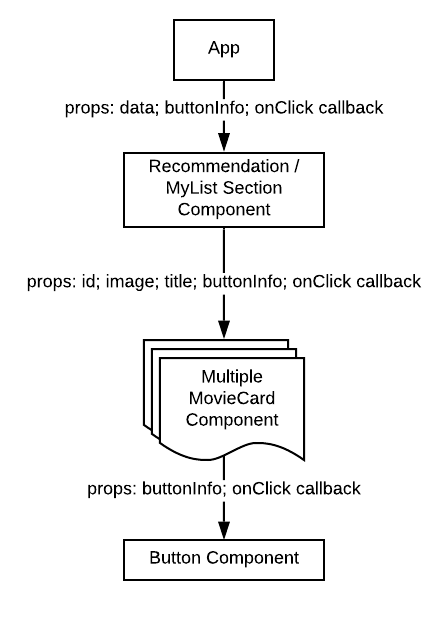 App
props: data; buttonInfo; onClick callback
Recommendation /
MyList Section
Component
props: id; image; title; buttonInfo; onClick callback
Multiple
MovieCard
Component
props: buttonInfo; onClick callback
Button Component